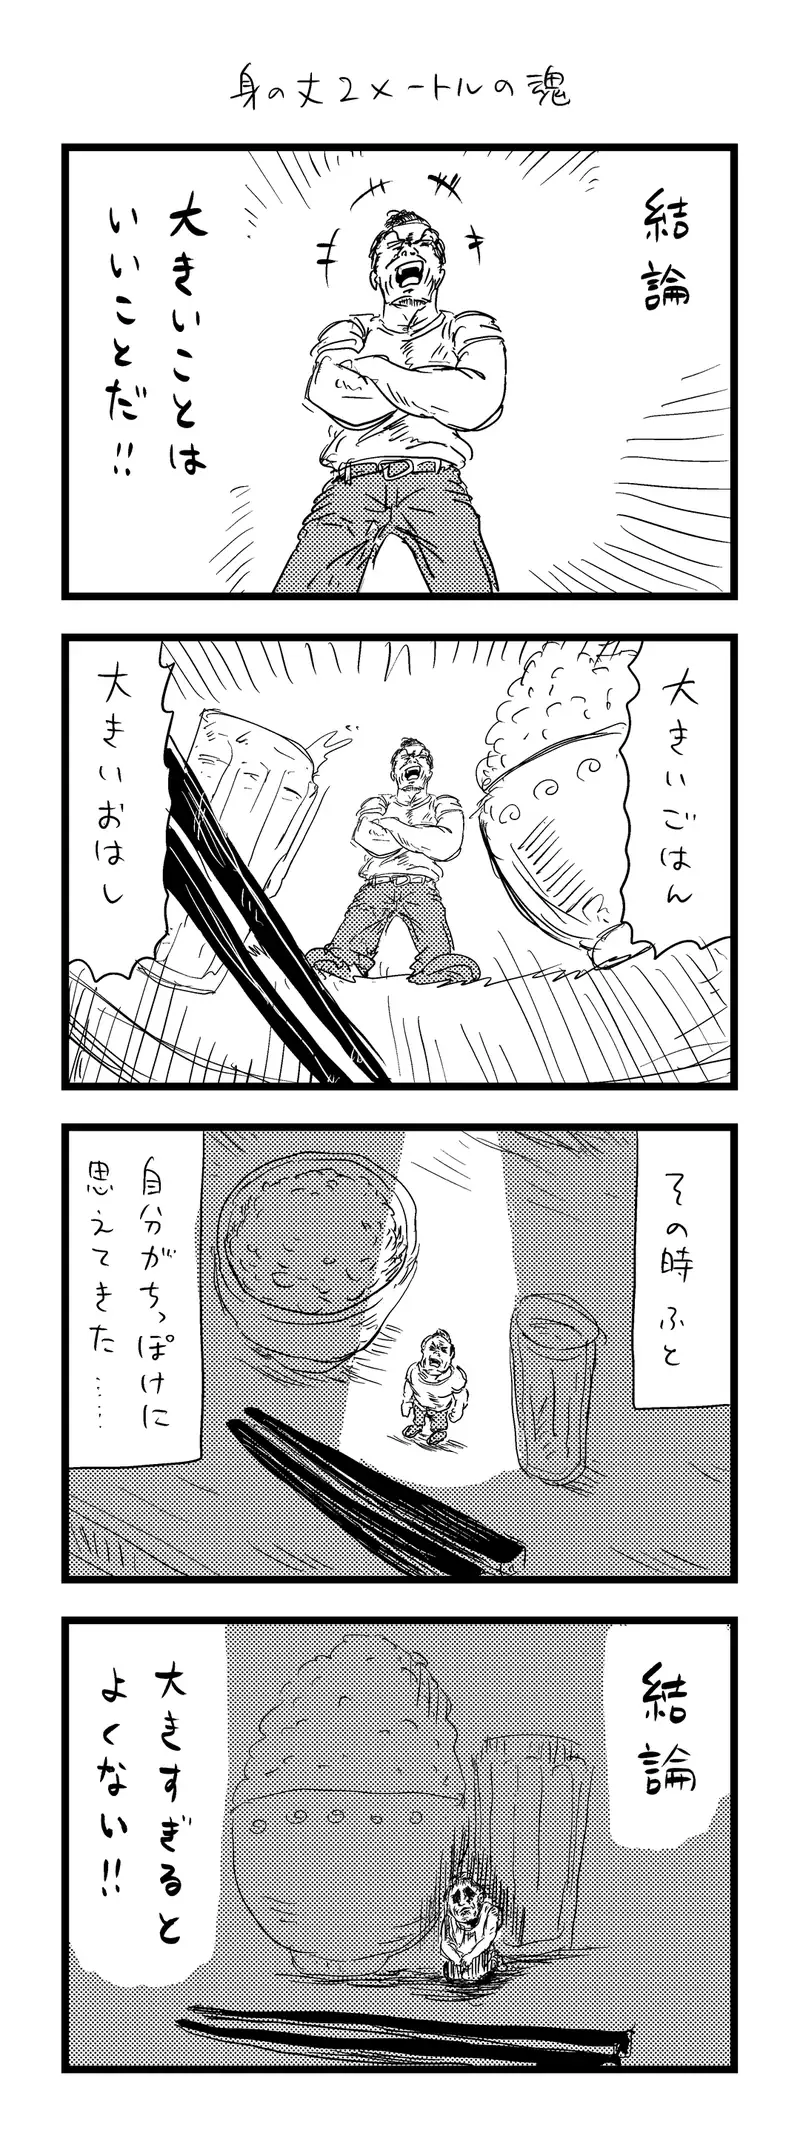 身の丈2メートルの魂
結論
大きいことは
いいことだ!!
大きいごはん
大きいおはし
その時ふと
自分がちっぽけに
思えてきた……
結論
大きすぎると
よくない!!